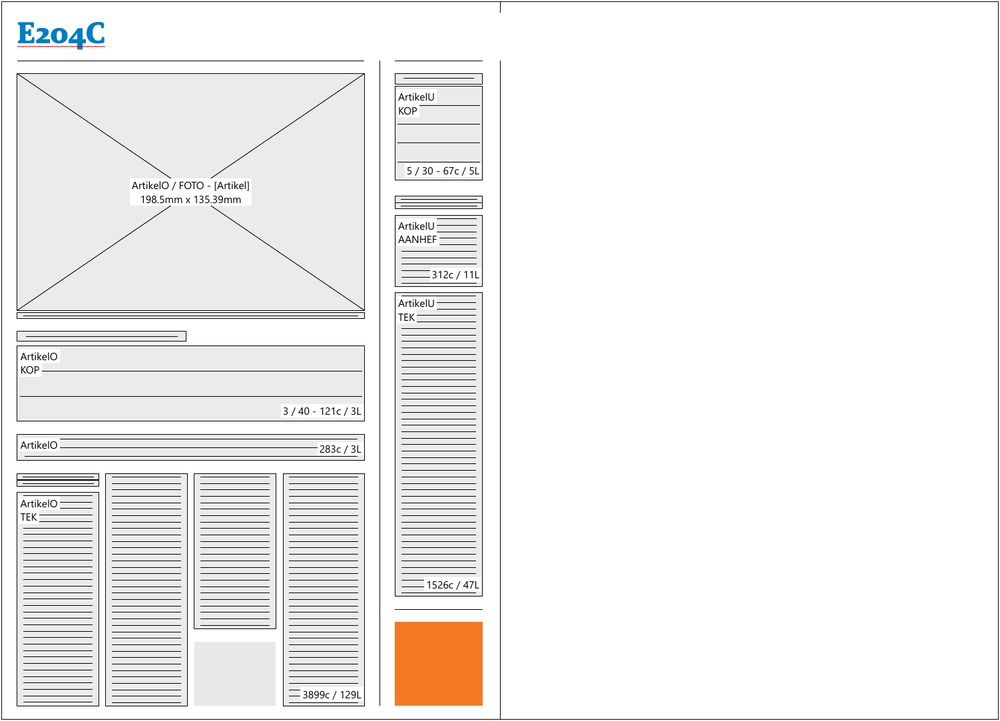 E204C
ArtikelO / FOTO - [Artikel]
198.5mm x 135.39mm
ArtikelO
KOP
3 / 40 - 121c / 3L
ArtikelO
283c / 3L
ArtikelO
TEK
3899c / 129L
ArtikelU
KOP
5 / 30 - 67c / 5L
ArtikelU
AANHEF
312c / 11L
ArtikelU
TEK
1526c / 47L